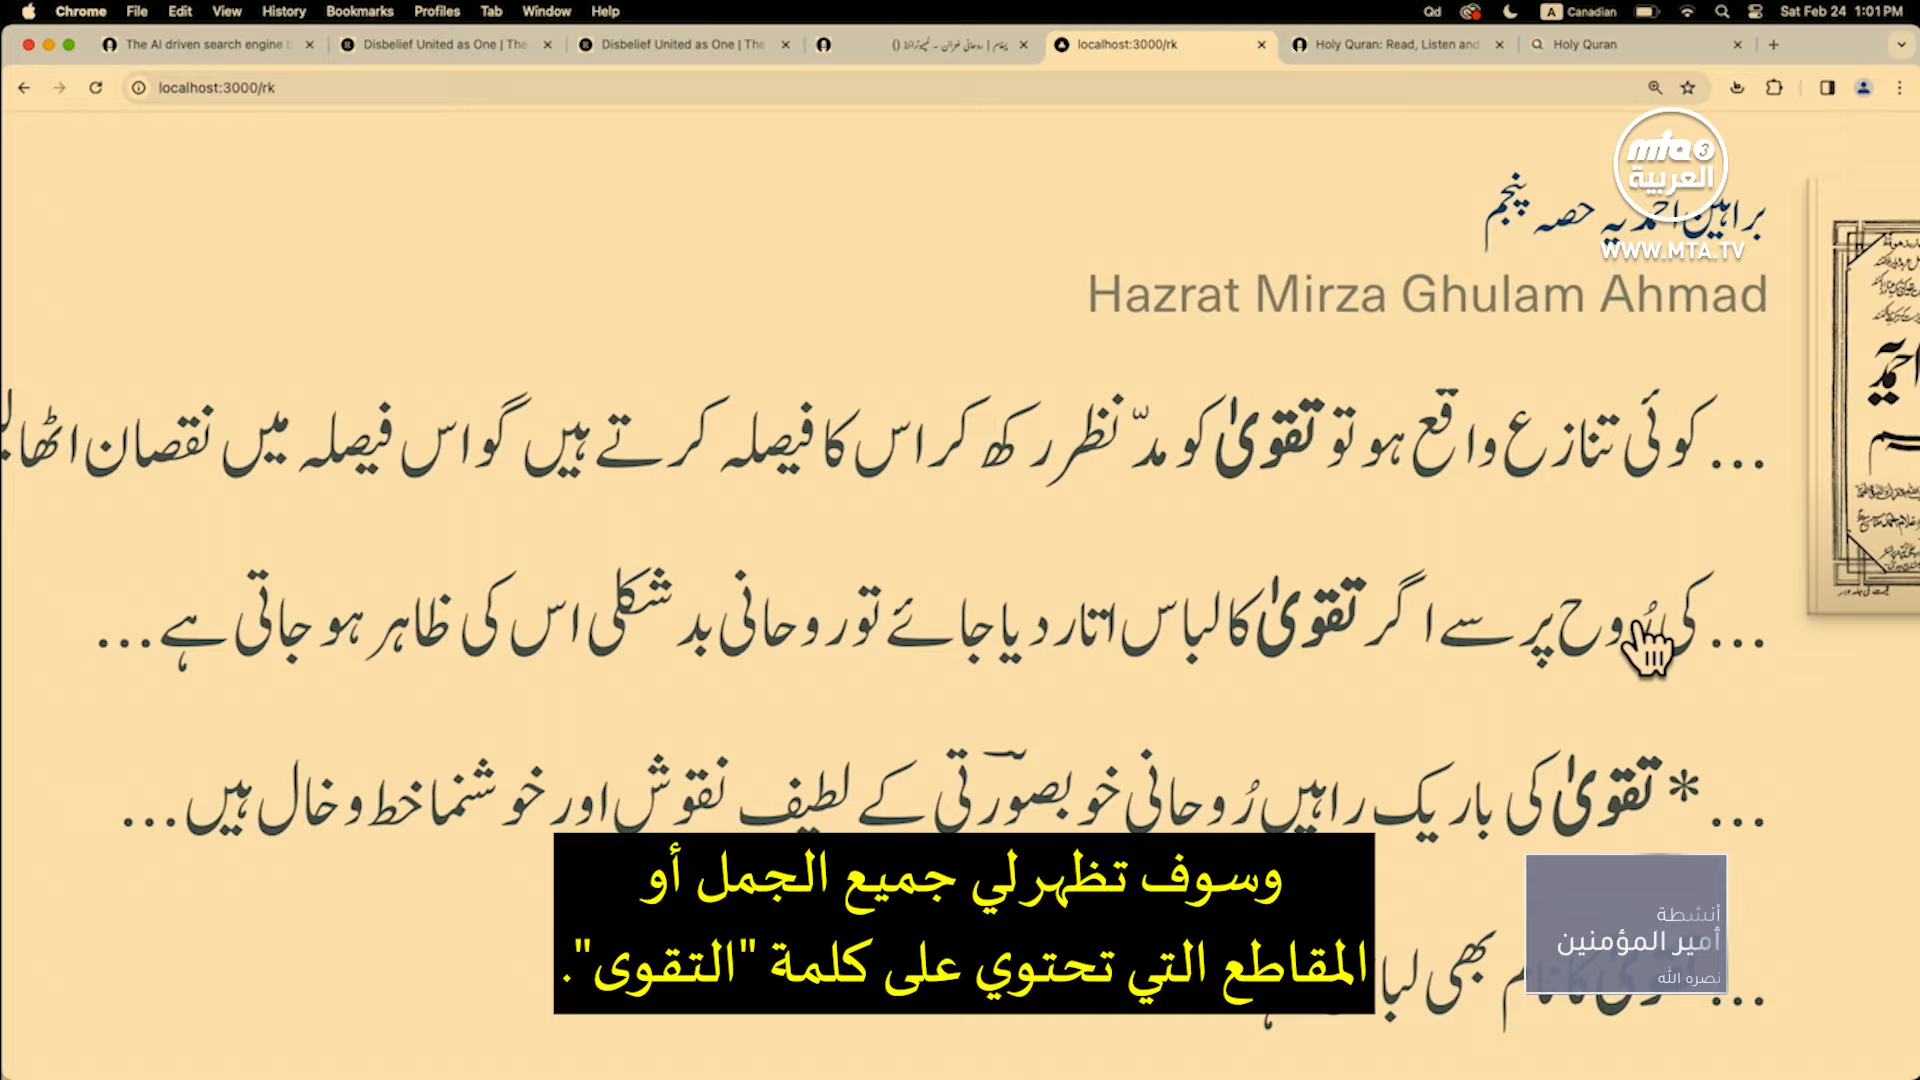 Chrome File Edit View History Bookmarks Profiles Tab Window Help
Canadian Sat Feb 24 1:01 PM
The AI driven search engine
Disbelief United as One | The
Disbelief United as One | The
localhost:3000/rk
Holy Quran: Read, Listen and
Holy Quran
localhost:3000/rk
mta3
العربية
WWW.MTA.TV
براہین احمدیہ حصہ پنجم
Hazrat Mirza Ghulam Ahmad
... کوئی تنازع واقع ہو تو تقویٰ کو مدّ نظر رکھ کر اس کا فیصلہ کرتے ہیں گو اس فیصلہ میں نقصان اٹھا
... کی رُوح پر سے اگر تقویٰ کا لباس اتار دیا جائے تو روحانی بد شکلی اس کی ظاہر ہو جاتی ہے...
... * تقویٰ کی باریک راہیں رُوحانی خوبصورتی کے لطیف نقوش اور خوشنما خط و خال ہیں...
بھی
وسوف تظهر لي جميع الجمل أو
المقاطع التي تحتوي على كلمة "التقوى".
أنشطة
أمير المؤمنين
نصره الله